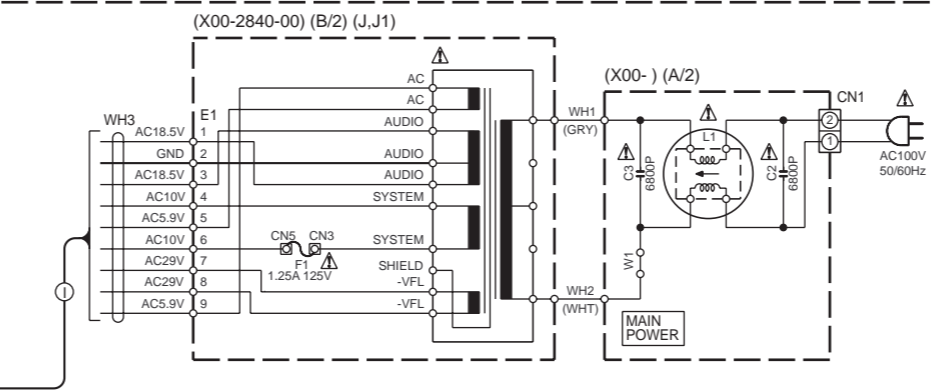 (X00-2840-00) (B/2) (J,J1)
(X00- ) (A/2)
WH3
E1
AC18.5V 1
GND 2
AC18.5V 3
AC10V 4
AC5.9V 5
AC10V 6
AC29V 7
AC29V 8
AC5.9V 9
CN5 CN3
F1
1.25A 125V
AC
AC
AUDIO
AUDIO
AUDIO
SYSTEM
SYSTEM
SHIELD
-VFL
-VFL
WH1
(GRY)
WH2
(WHT)
C3
6800P
W1
L1
C2
6800P
MAIN
POWER
CN1
2
1
AC100V
50/60Hz
I